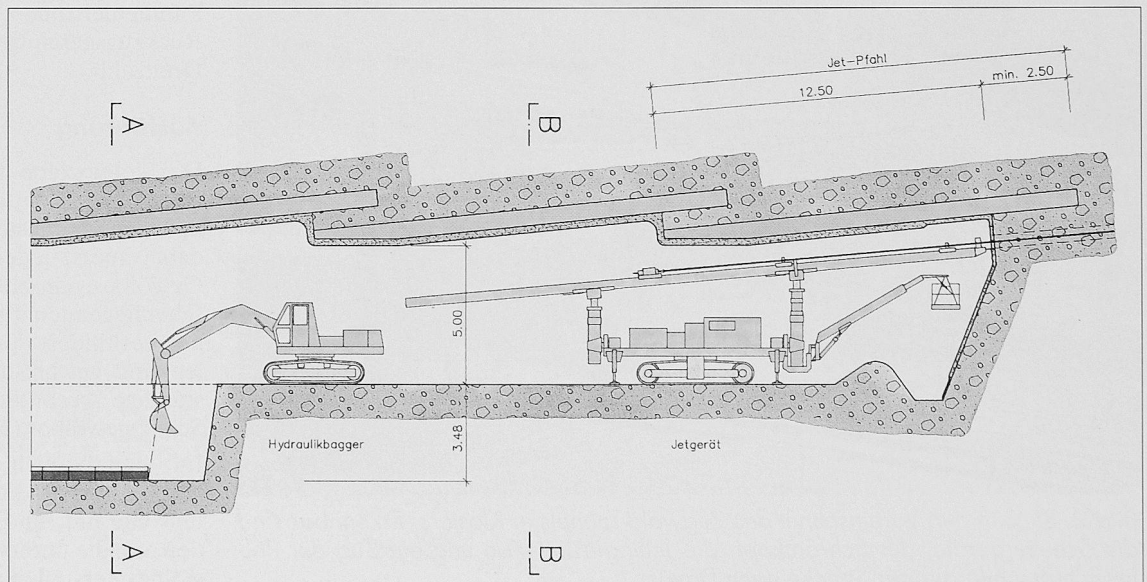 Jet-Pfahl
12.50
min. 2.50
A
B
5.00
3.48
Hydraulikbagger
Jetgerät
A
B